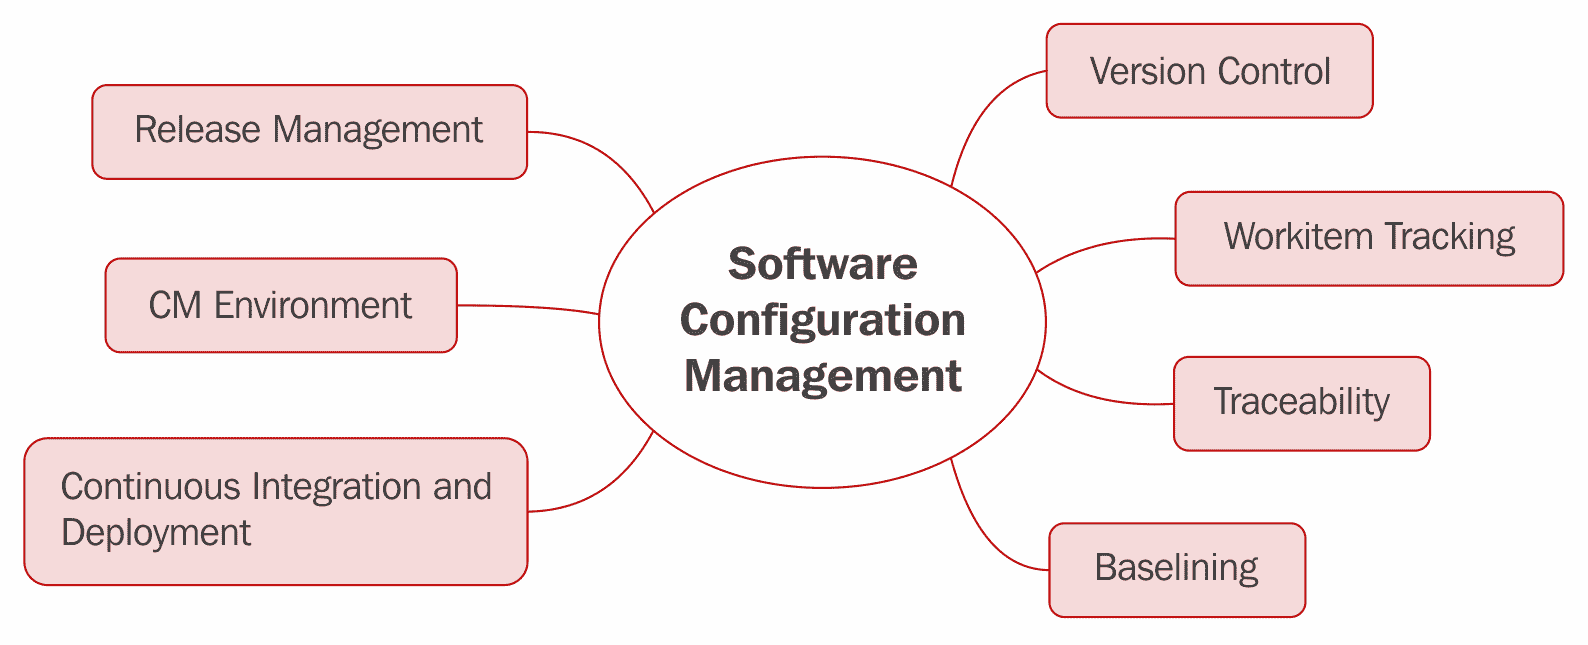 Version Control
Release Management
Workitem Tracking
Software
Configuration
Management
CM Environment
Traceability
Continuous Integration and
Deployment
Baselining